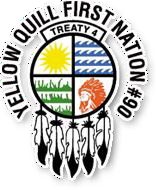 YELLOW QUILL FIRST NATION #90
TREATY 4